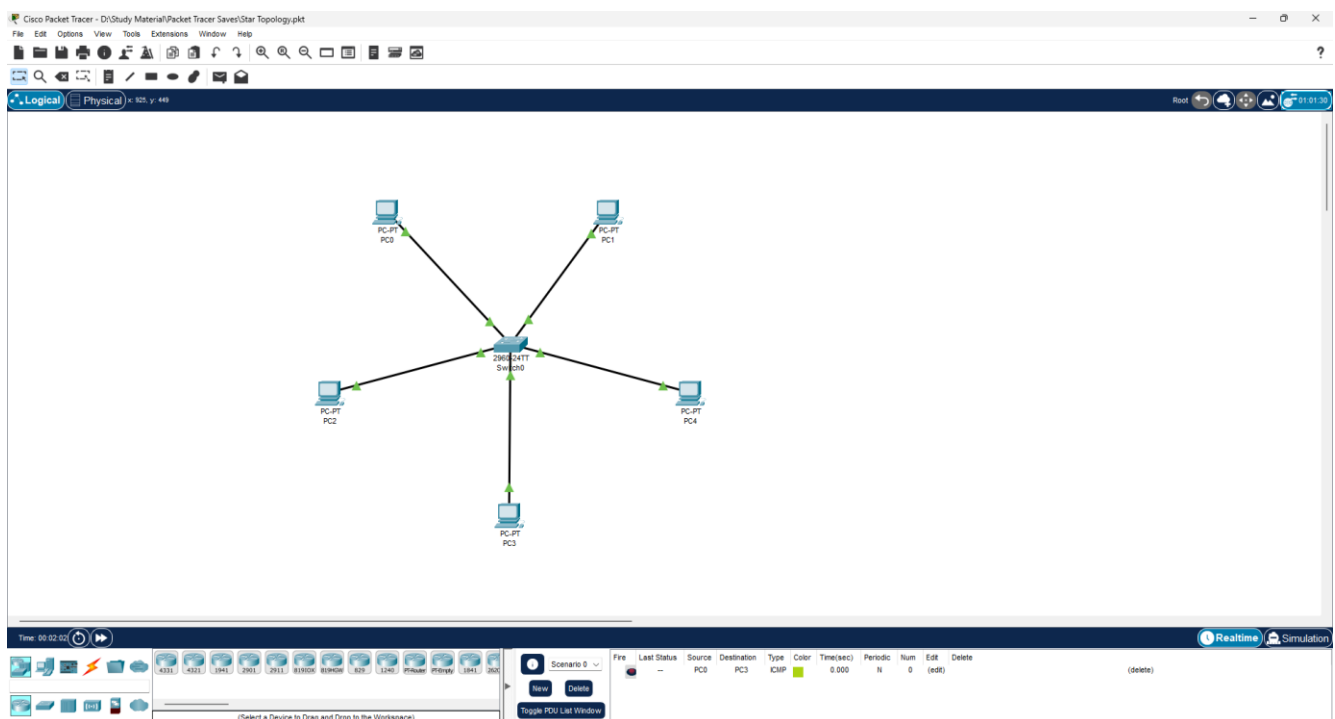 Cisco Packet Tracer - D:\Study Material\Packet Tracer Saves\Star Topology.pkt
File Edit Options View Tools Extensions Window Help
?
Logical Physical x: 925, y: 449 Root 01:01:30
PC-PT
PC0
PC-PT
PC1
2960-24TT
Switch0
PC-PT
PC2
PC-PT
PC4
PC-PT
PC3
Time: 00:02:02 Realtime Simulation
4331 4321 1941 2901 2911 819IOX 819HGW 829 1240 PT-Router PT-Empty 1841
(Select a Device to Drag and Drop to the Workspace)
Scenario 0
New Delete
Toggle PDU List Window
Fire Last Status Source Destination Type Color Time(sec) Periodic Num Edit Delete
-- PC0 PC3 ICMP 0.000 N 0 (edit) (delete)